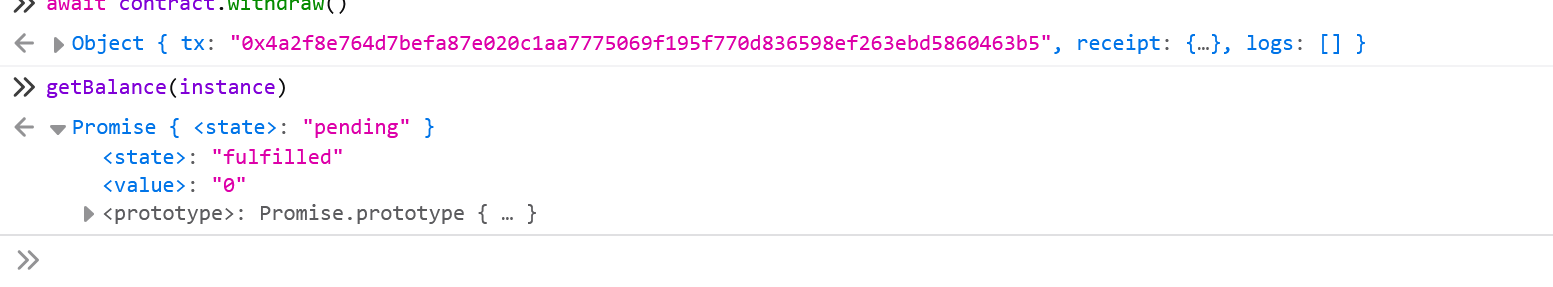 await contract.withdraw()
Object { tx: "0x4a2f8e764d7befa87e020c1aa7775069f195f770d836598ef263ebd5860463b5", receipt: {…}, logs: [] }
getBalance(instance)
Promise { <state>: "pending" }
<state>: "fulfilled"
<value>: "0"
<prototype>: Promise.prototype { … }